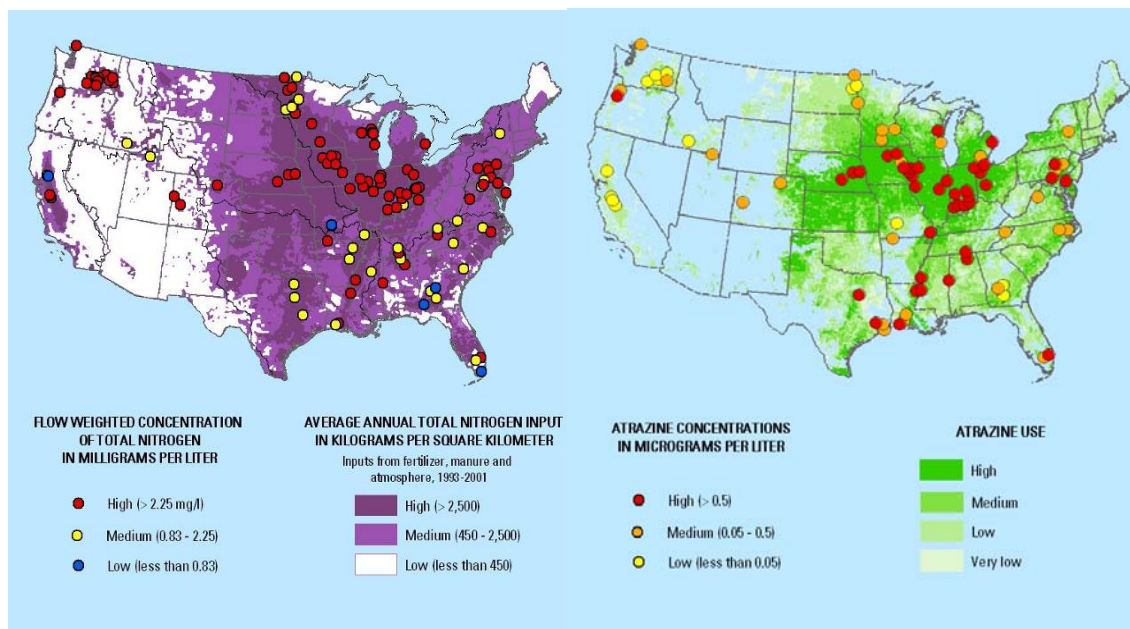 FLOW WEIGHTED CONCENTRATION
OF TOTAL NITROGEN
IN MILLIGRAMS PER LITER
High (> 2.25 mg/l)
Medium (0.83 - 2.25)
Low (less than 0.83)
AVERAGE ANNUAL TOTAL NITROGEN INPUT
IN KILOGRAMS PER SQUARE KILOMETER
Inputs from fertilizer, manure and
atmosphere, 1993-2001
High (> 2,500)
Medium (450 - 2,500)
Low (less than 450)
ATRAZINE CONCENTRATIONS
IN MICROGRAMS PER LITER
High (> 0.5)
Medium (0.05 - 0.5)
Low (less than 0.05)
ATRAZINE USE
High
Medium
Low
Very low